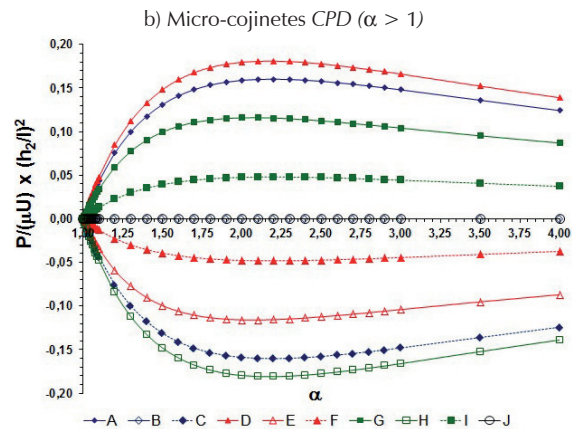 b) Micro-cojinetes CPD (α > 1)
P/(μU) x (h₂/l)²
0,20
0,15
0,10
0,05
0,00
-0,05
-0,10
-0,15
-0,20
1,00 1,25 1,50 1,75 2,00 2,25 2,50 2,75 3,00 3,25 3,50 3,75 4,00
α
A B C D E F G H I J